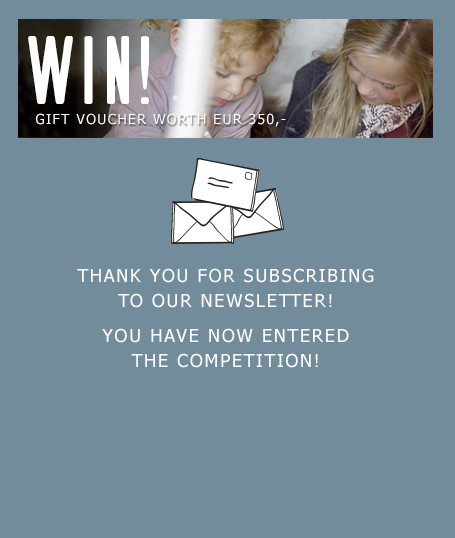 WIN!
GIFT VOUCHER WORTH EUR 350,-
THANK YOU FOR SUBSCRIBING
TO OUR NEWSLETTER!
YOU HAVE NOW ENTERED
THE COMPETITION!